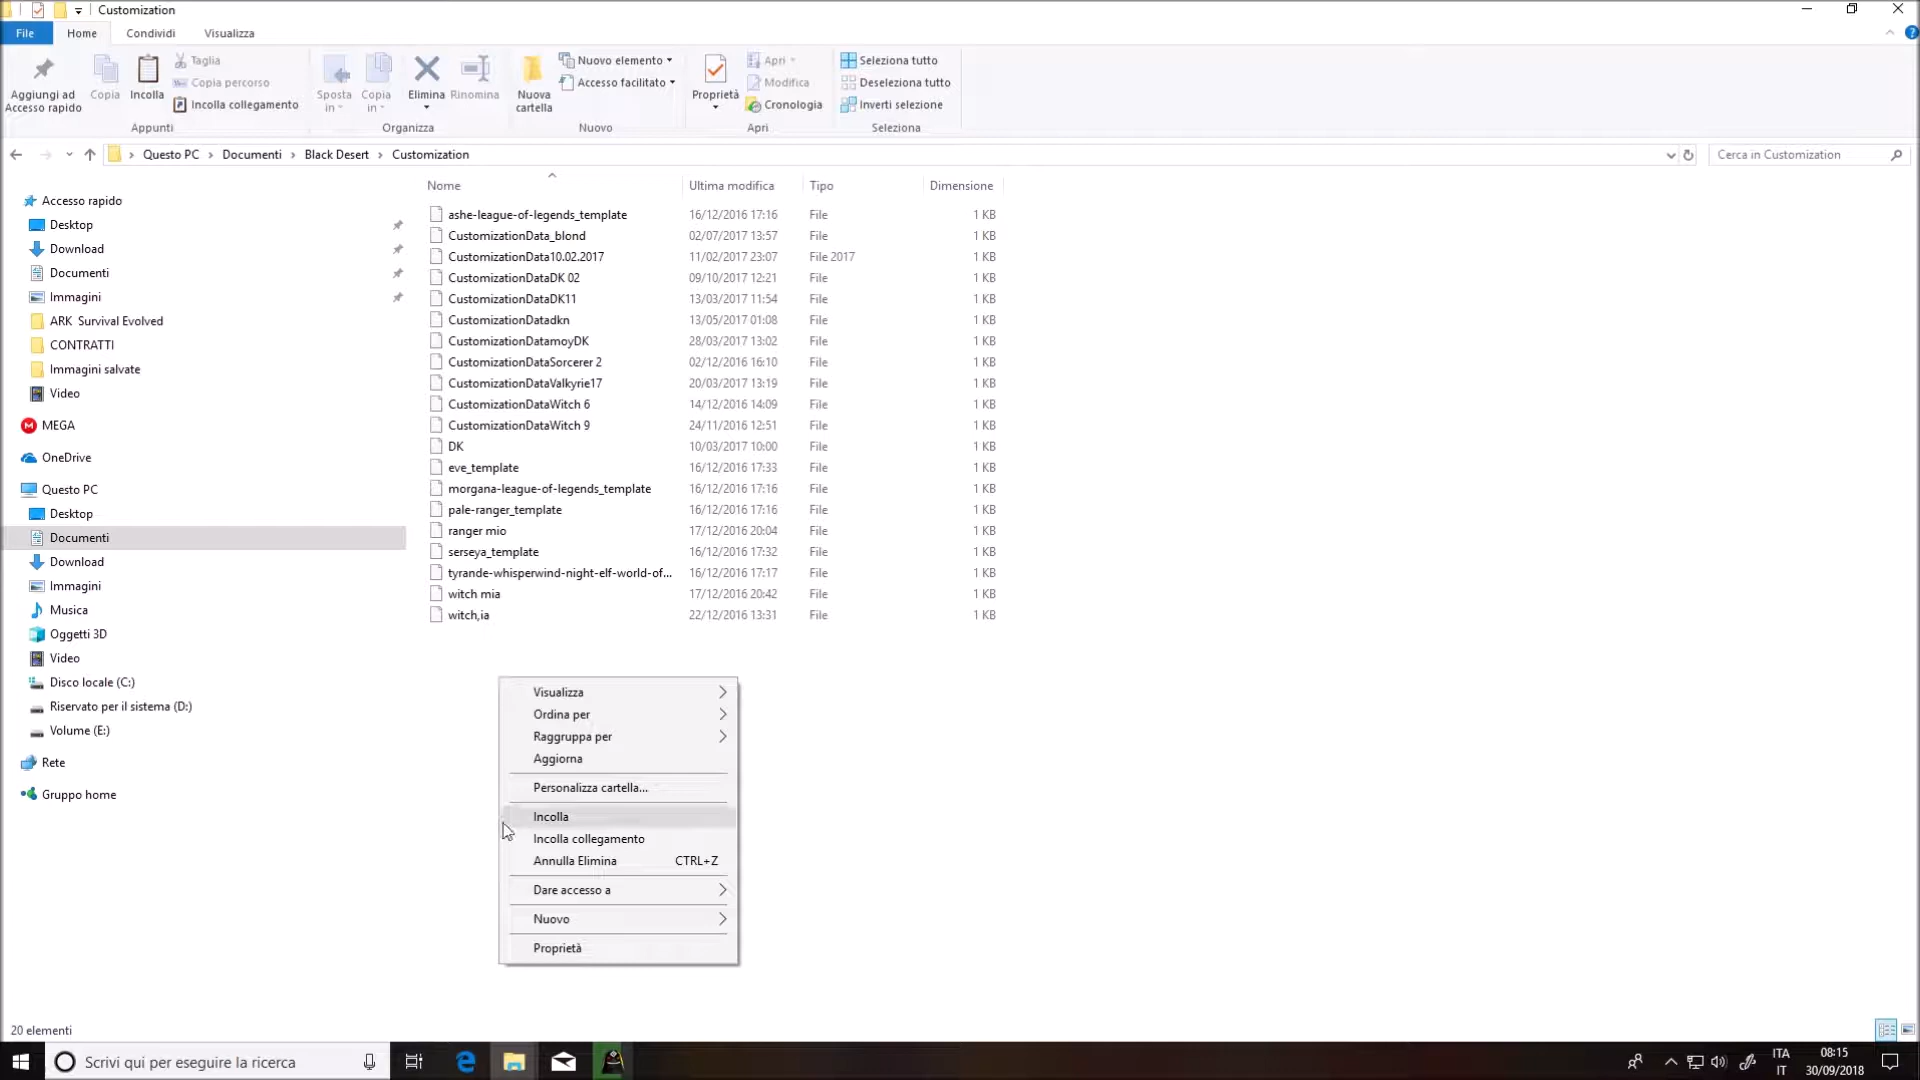 Customization
File Home Condividi Visualizza
Aggiungi ad Accesso rapido
Copia
Incolla
Taglia
Copia percorso
Incolla collegamento
Appunti
Sposta in
Copia in
Elimina
Rinomina
Organizza
Nuova cartella
Nuovo elemento
Accesso facilitato
Nuovo
Proprietà
Apri
Modifica
Cronologia
Apri
Seleziona tutto
Deseleziona tutto
Inverti selezione
Seleziona
Questo PC › Documenti › Black Desert › Customization
Cerca in Customization
Accesso rapido
Desktop
Download
Documenti
Immagini
ARK Survival Evolved
CONTRATTI
Immagini salvate
Video
MEGA
OneDrive
Questo PC
Desktop
Documenti
Download
Immagini
Musica
Oggetti 3D
Video
Disco locale (C:)
Riservato per il sistema (D:)
Volume (E:)
Rete
Gruppo home
Nome Ultima modifica Tipo Dimensione
ashe-league-of-legends_template 16/12/2016 17:16 File 1 KB
CustomizationData_blond 02/07/2017 13:57 File 1 KB
CustomizationData10.02.2017 11/02/2017 23:07 File 2017 1 KB
CustomizationDataDK 02 09/10/2017 12:21 File 1 KB
CustomizationDataDK11 13/03/2017 11:54 File 1 KB
CustomizationDatadkn 13/05/2017 01:08 File 1 KB
CustomizationDatamoyDK 28/03/2017 13:02 File 1 KB
CustomizationDataSorcerer 2 02/12/2016 16:10 File 1 KB
CustomizationDataValkyrie17 20/03/2017 13:19 File 1 KB
CustomizationDataWitch 6 14/12/2016 14:09 File 1 KB
CustomizationDataWitch 9 24/11/2016 12:51 File 1 KB
DK 10/03/2017 10:00 File 1 KB
eve_template 16/12/2016 17:33 File 1 KB
morgana-league-of-legends_template 16/12/2016 17:16 File 1 KB
pale-ranger_template 16/12/2016 17:16 File 1 KB
ranger mio 17/12/2016 20:04 File 1 KB
serseya_template 16/12/2016 17:32 File 1 KB
tyrande-whisperwind-night-elf-world-of... 16/12/2016 17:17 File 1 KB
witch mia 17/12/2016 20:42 File 1 KB
witch,ia 22/12/2016 13:31 File 1 KB
Visualizza
Ordina per
Raggruppa per
Aggiorna
Personalizza cartella...
Incolla
Incolla collegamento
Annulla Elimina CTRL+Z
Dare accesso a
Nuovo
Proprietà
20 elementi
Scrivi qui per eseguire la ricerca
ITA
IT
08:15
30/09/2018